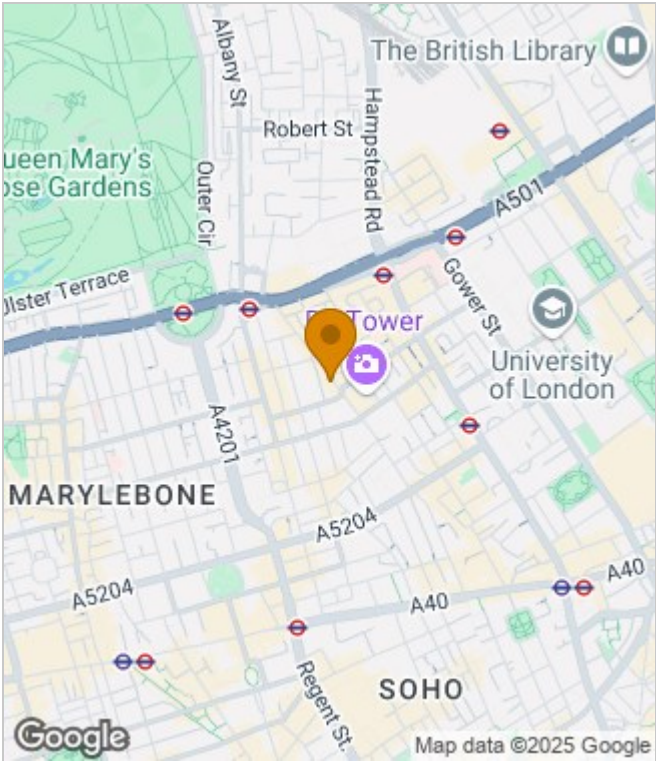 The British Library
Albany St
Hampstead Rd
Robert St
ueen Mary's
ose Gardens
Outer Cir
A501
Ulster Terrace
Gower St
Tower
University
of London
A4201
MARYLEBONE
A5204
A5204
A40
A40
Regent St.
SOHO
Google
Map data ©2025 Google